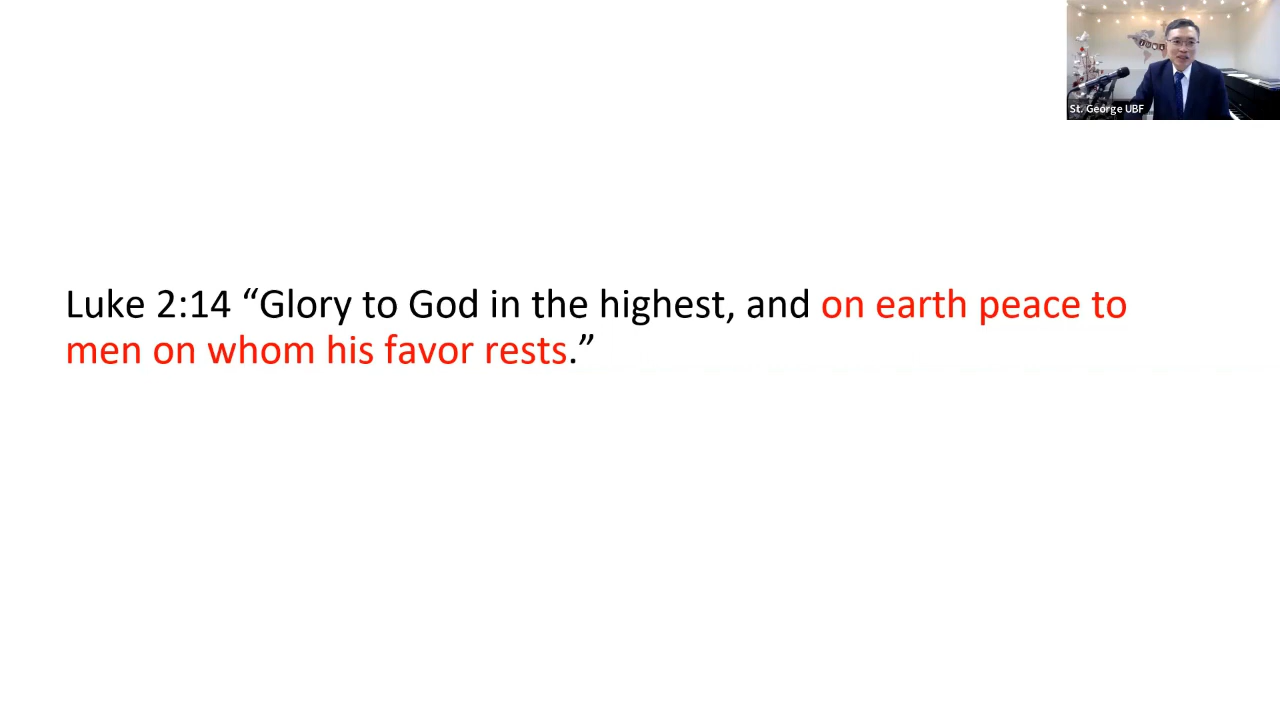 St. George UBF
Luke 2:14 “Glory to God in the highest, and on earth peace to
men on whom his favor rests.”